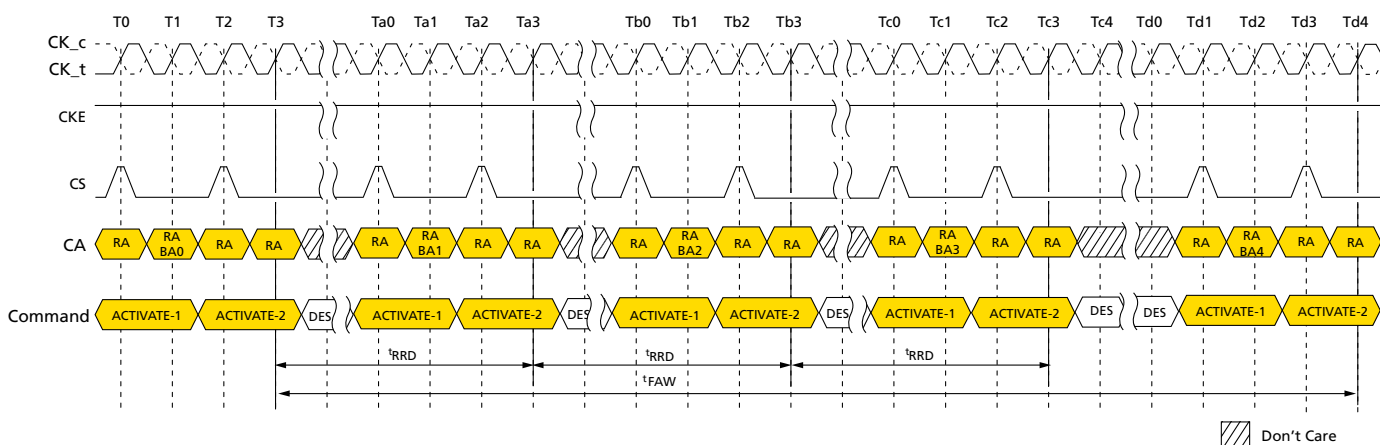 T0 T1 T2 T3 Ta0 Ta1 Ta2 Ta3 Tb0 Tb1 Tb2 Tb3 Tc0 Tc1 Tc2 Tc3 Tc4 Td0 Td1 Td2 Td3 Td4
CK_c
CK_t
CKE
CS
CA RA RA BA0 RA RA RA RA BA1 RA RA RA RA BA2 RA RA RA RA BA3 RA RA RA RA BA4 RA RA
Command ACTIVATE-1 ACTIVATE-2 DES ACTIVATE-1 ACTIVATE-2 DES ACTIVATE-1 ACTIVATE-2 DES ACTIVATE-1 ACTIVATE-2 DES DES ACTIVATE-1 ACTIVATE-2
tRRD tRRD tRRD
tFAW
Don't Care